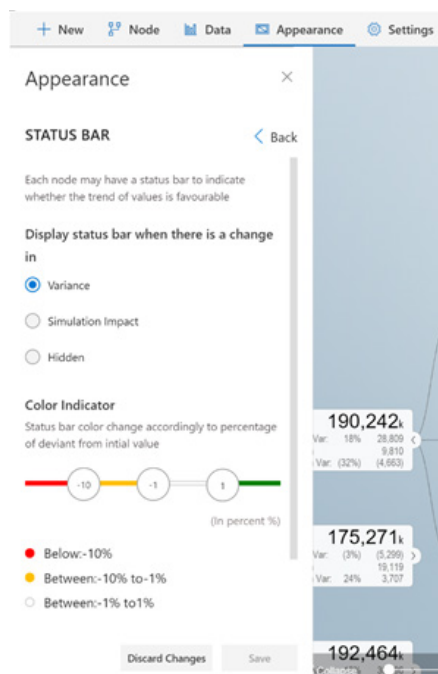 New Node Data Appearance Settings
Appearance
STATUS BAR
Back
Each node may have a status bar to indicate
whether the trend of values is favourable
Display status bar when there is a change
in
Variance
Simulation Impact
Hidden
Color Indicator
Status bar color change accordingly to percentage
of deviant from intial value
-10 -1 1
(In percent %)
Below:-10%
Between:-10% to-1%
Between:-1% to1%
Discard Changes Save
190,242k
Var: 18% 28,809
9,810
Var: (32%) (4,663)
175,271k
Var: (3%) (5,299)
19,119
Var: 24% 3,707
192,464k
Collapse